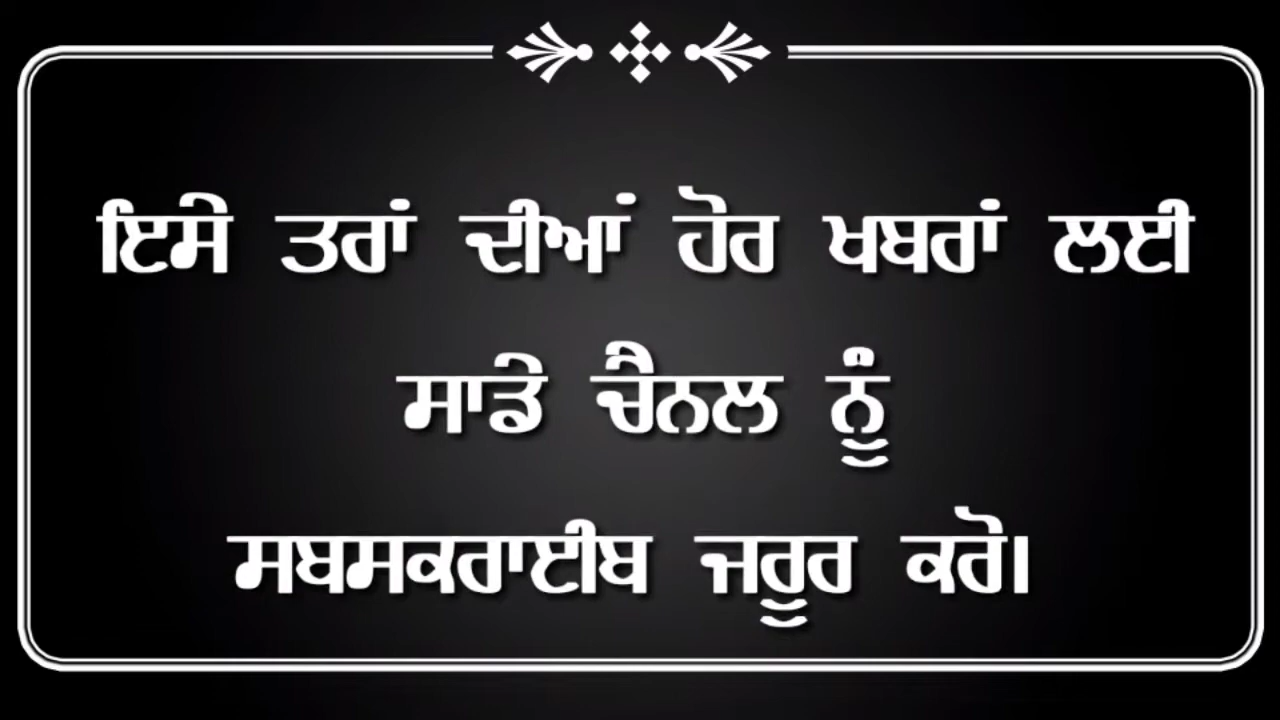 ਇਸੇ ਤਰਾਂ ਦੀਆਂ ਹੋਰ ਖਬਰਾਂ ਲਈ
ਸਾਡੇ ਚੈਨਲ ਨੂੰ
ਸਬਸਕਰਾਈਬ ਜਰੂਰ ਕਰੋ।